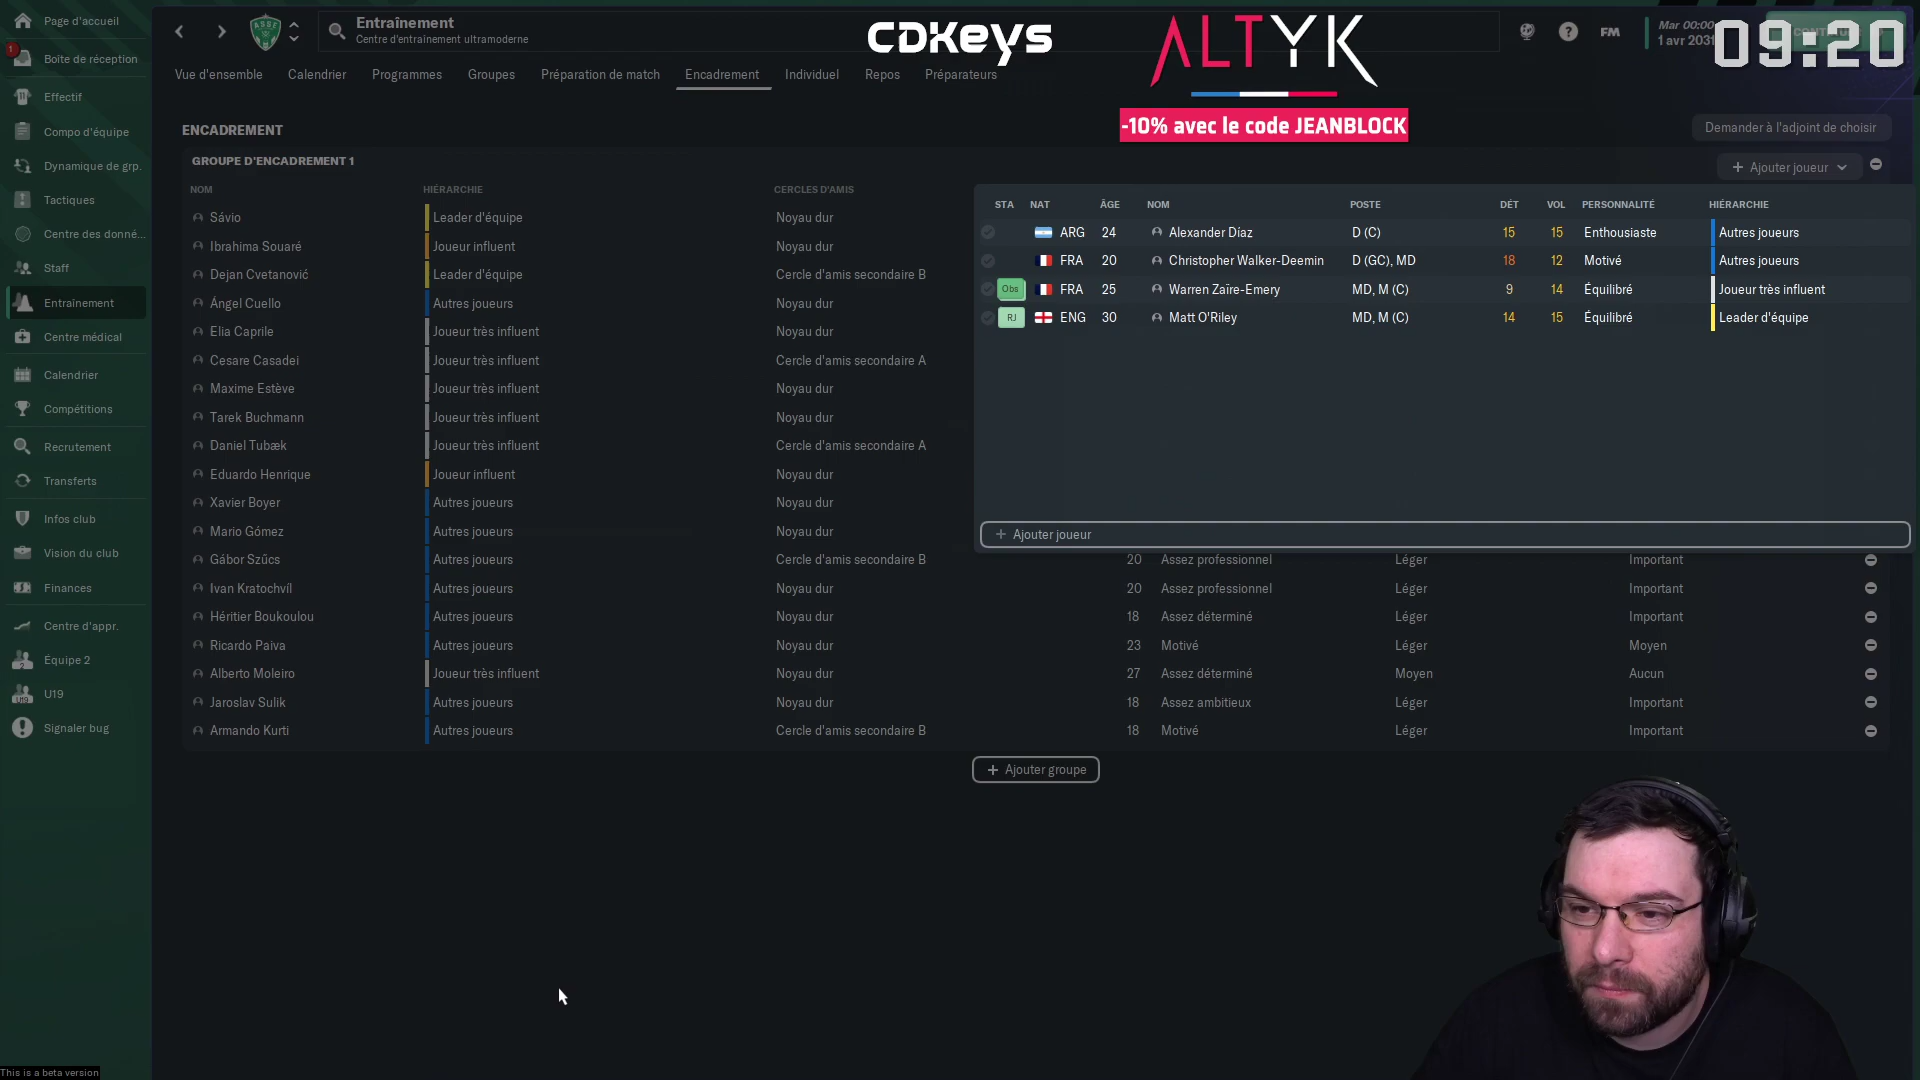 Page d'accueil
1
Boîte de réception
Effectif
Compo d'équipe
Dynamique de grp.
Tactiques
Centre des donné...
Staff
Entraînement
Centre médical
Calendrier
Compétitions
Recrutement
Transferts
Infos club
Vision du club
Finances
Centre d'appr.
Équipe 2
U19
Signaler bug
This is a beta version
Entraînement
Centre d'entraînement ultramoderne
CDKeys
ALTYK
-10% avec le code JEANBLOCK
FM
Mar 00:00
1 avr 2031
09:20
Vue d'ensemble Calendrier Programmes Groupes Préparation de match Encadrement Individuel Repos Préparateurs
ENCADREMENT
Demander à l'adjoint de choisir
GROUPE D'ENCADREMENT 1
Ajouter joueur
NOM HIÉRARCHIE CERCLES D'AMIS
Sávio Leader d'équipe Noyau dur
Ibrahima Souaré Joueur influent Noyau dur
Dejan Cvetanović Leader d'équipe Cercle d'amis secondaire B
Ángel Cuello Autres joueurs Noyau dur
Elia Caprile Joueur très influent Noyau dur
Cesare Casadei Joueur très influent Cercle d'amis secondaire A
Maxime Estève Joueur très influent Noyau dur
Tarek Buchmann Joueur très influent Noyau dur
Daniel Tubæk Joueur très influent Cercle d'amis secondaire A
Eduardo Henrique Joueur influent Noyau dur
Xavier Boyer Autres joueurs Noyau dur
Mario Gómez Autres joueurs Noyau dur
Gábor Szűcs Autres joueurs Cercle d'amis secondaire B 20 Assez professionnel Léger Important
Ivan Kratochvíl Autres joueurs Noyau dur 20 Assez professionnel Léger Important
Héritier Boukoulou Autres joueurs Noyau dur 18 Assez déterminé Léger Important
Ricardo Paiva Autres joueurs Noyau dur 23 Motivé Léger Moyen
Alberto Moleiro Joueur très influent Noyau dur 27 Assez déterminé Moyen Aucun
Jaroslav Sulik Autres joueurs Noyau dur 18 Assez ambitieux Léger Important
Armando Kurti Autres joueurs Cercle d'amis secondaire B 18 Motivé Léger Important
Ajouter groupe
STA NAT ÂGE NOM POSTE DÉT VOL PERSONNALITÉ HIÉRARCHIE
ARG 24 Alexander Díaz D (C) 15 15 Enthousiaste Autres joueurs
FRA 20 Christopher Walker-Deemin D (GC), MD 18 12 Motivé Autres joueurs
Obs FRA 25 Warren Zaïre-Emery MD, M (C) 9 14 Équilibré Joueur très influent
RJ ENG 30 Matt O'Riley MD, M (C) 14 15 Équilibré Leader d'équipe
Ajouter joueur